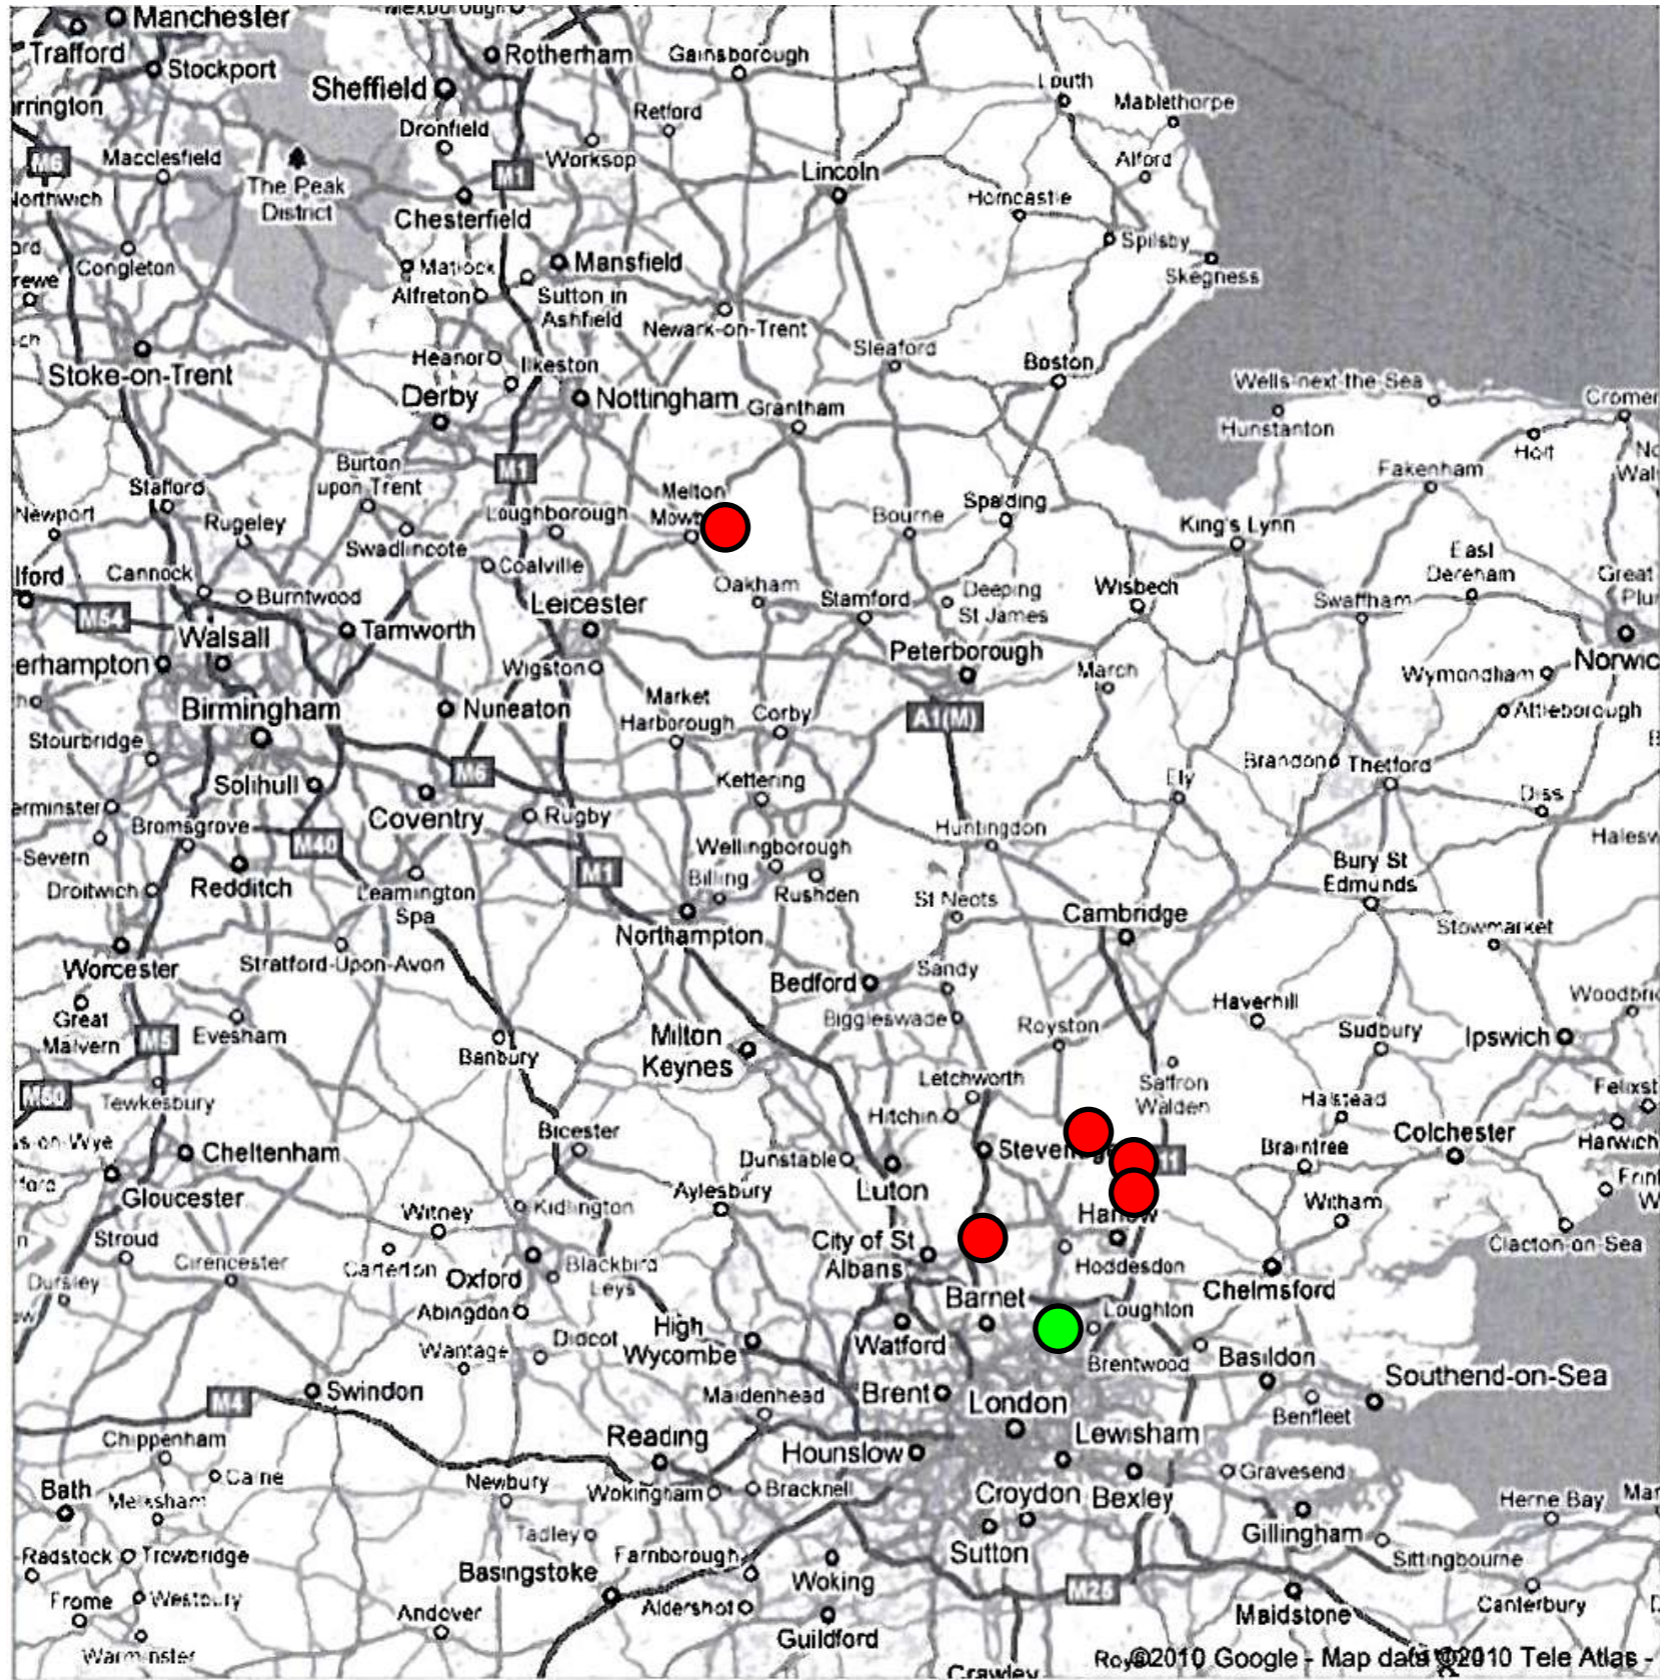 Manchester
Trafford
Stockport
Rotherham
Gainsborough
Sheffield
Louth
Mablethorpe
Retford
Dronfield
M6
Macclesfield
Worksop
Alford
The Peak
District
M1
Lincoln
Northwich
Chesterfield
Horncastle
Spilsby
Congleton
Matlock
Mansfield
Skegness
Alfreton
Sutton in
Ashfield
Newark-on-Trent
Heanor
Ilkeston
Sleaford
Boston
Stoke-on-Trent
Derby
Nottingham
Grantham
Wells-next-the-Sea
Cromer
Hunstanton
Holt
Burton
upon Trent
M1
Fakenham
Stafford
Melton
Newport
Rugeley
Loughborough
Bourne
Spalding
King's Lynn
Swadlincote
Coalville
East
Dereham
Cannock
Burntwood
Oakham
Stamford
Deeping
St James
Wisbech
Swaffham
Great
M54
Leicester
Walsall
Tamworth
Wigston
Peterborough
March
Wymondham
Birmingham
Nuneaton
Market
Harborough
Corby
A1(M)
Attleborough
Stourbridge
M6
Kettering
Brandon
Thetford
Solihull
Coventry
Rugby
Ely
Diss
Bromsgrove
M40
Huntingdon
-Severn
M1
Wellingborough
Bury St
Edmunds
Droitwich
Redditch
Leamington
Spa
Billing
Rushden
St Neots
Cambridge
Northampton
Stowmarket
Worcester
Stratford-Upon-Avon
Bedford
Sandy
Great
Malvern
M5
Evesham
Biggleswade
Royston
Haverhill
Sudbury
Ipswich
Banbury
Milton
Keynes
M50
Tewkesbury
Letchworth
Saffron
Walden
Halstead
Hitchin
Cheltenham
Bicester
Dunstable
Luton
Braintree
Colchester
Harwich
Gloucester
Kidlington
Aylesbury
Witney
Witham
Stroud
Cirencester
Carterton
Oxford
Blackbird
Leys
City of St
Albans
Harlow
Hoddesdon
Clacton-on-Sea
Dursley
Chelmsford
Abingdon
Barnet
Loughton
Wantage
Didcot
High
Wycombe
Watford
Brentwood
Basildon
Southend-on-Sea
M4
Swindon
Maidenhead
Brent
London
Benfleet
Chippenham
Reading
Hounslow
Lewisham
Calne
Bath
Melksham
Newbury
Wokingham
Bracknell
Gravesend
Croydon
Bexley
Herne Bay
Tadley
Gillingham
Radstock
Trowbridge
Farnborough
Sutton
Sittingbourne
Basingstoke
Woking
M25
Frome
Westbury
Andover
Aldershot
Maidstone
Canterbury
Warminster
Guildford
Crawley
©2010 Google - Map data ©2010 Tele Atlas -